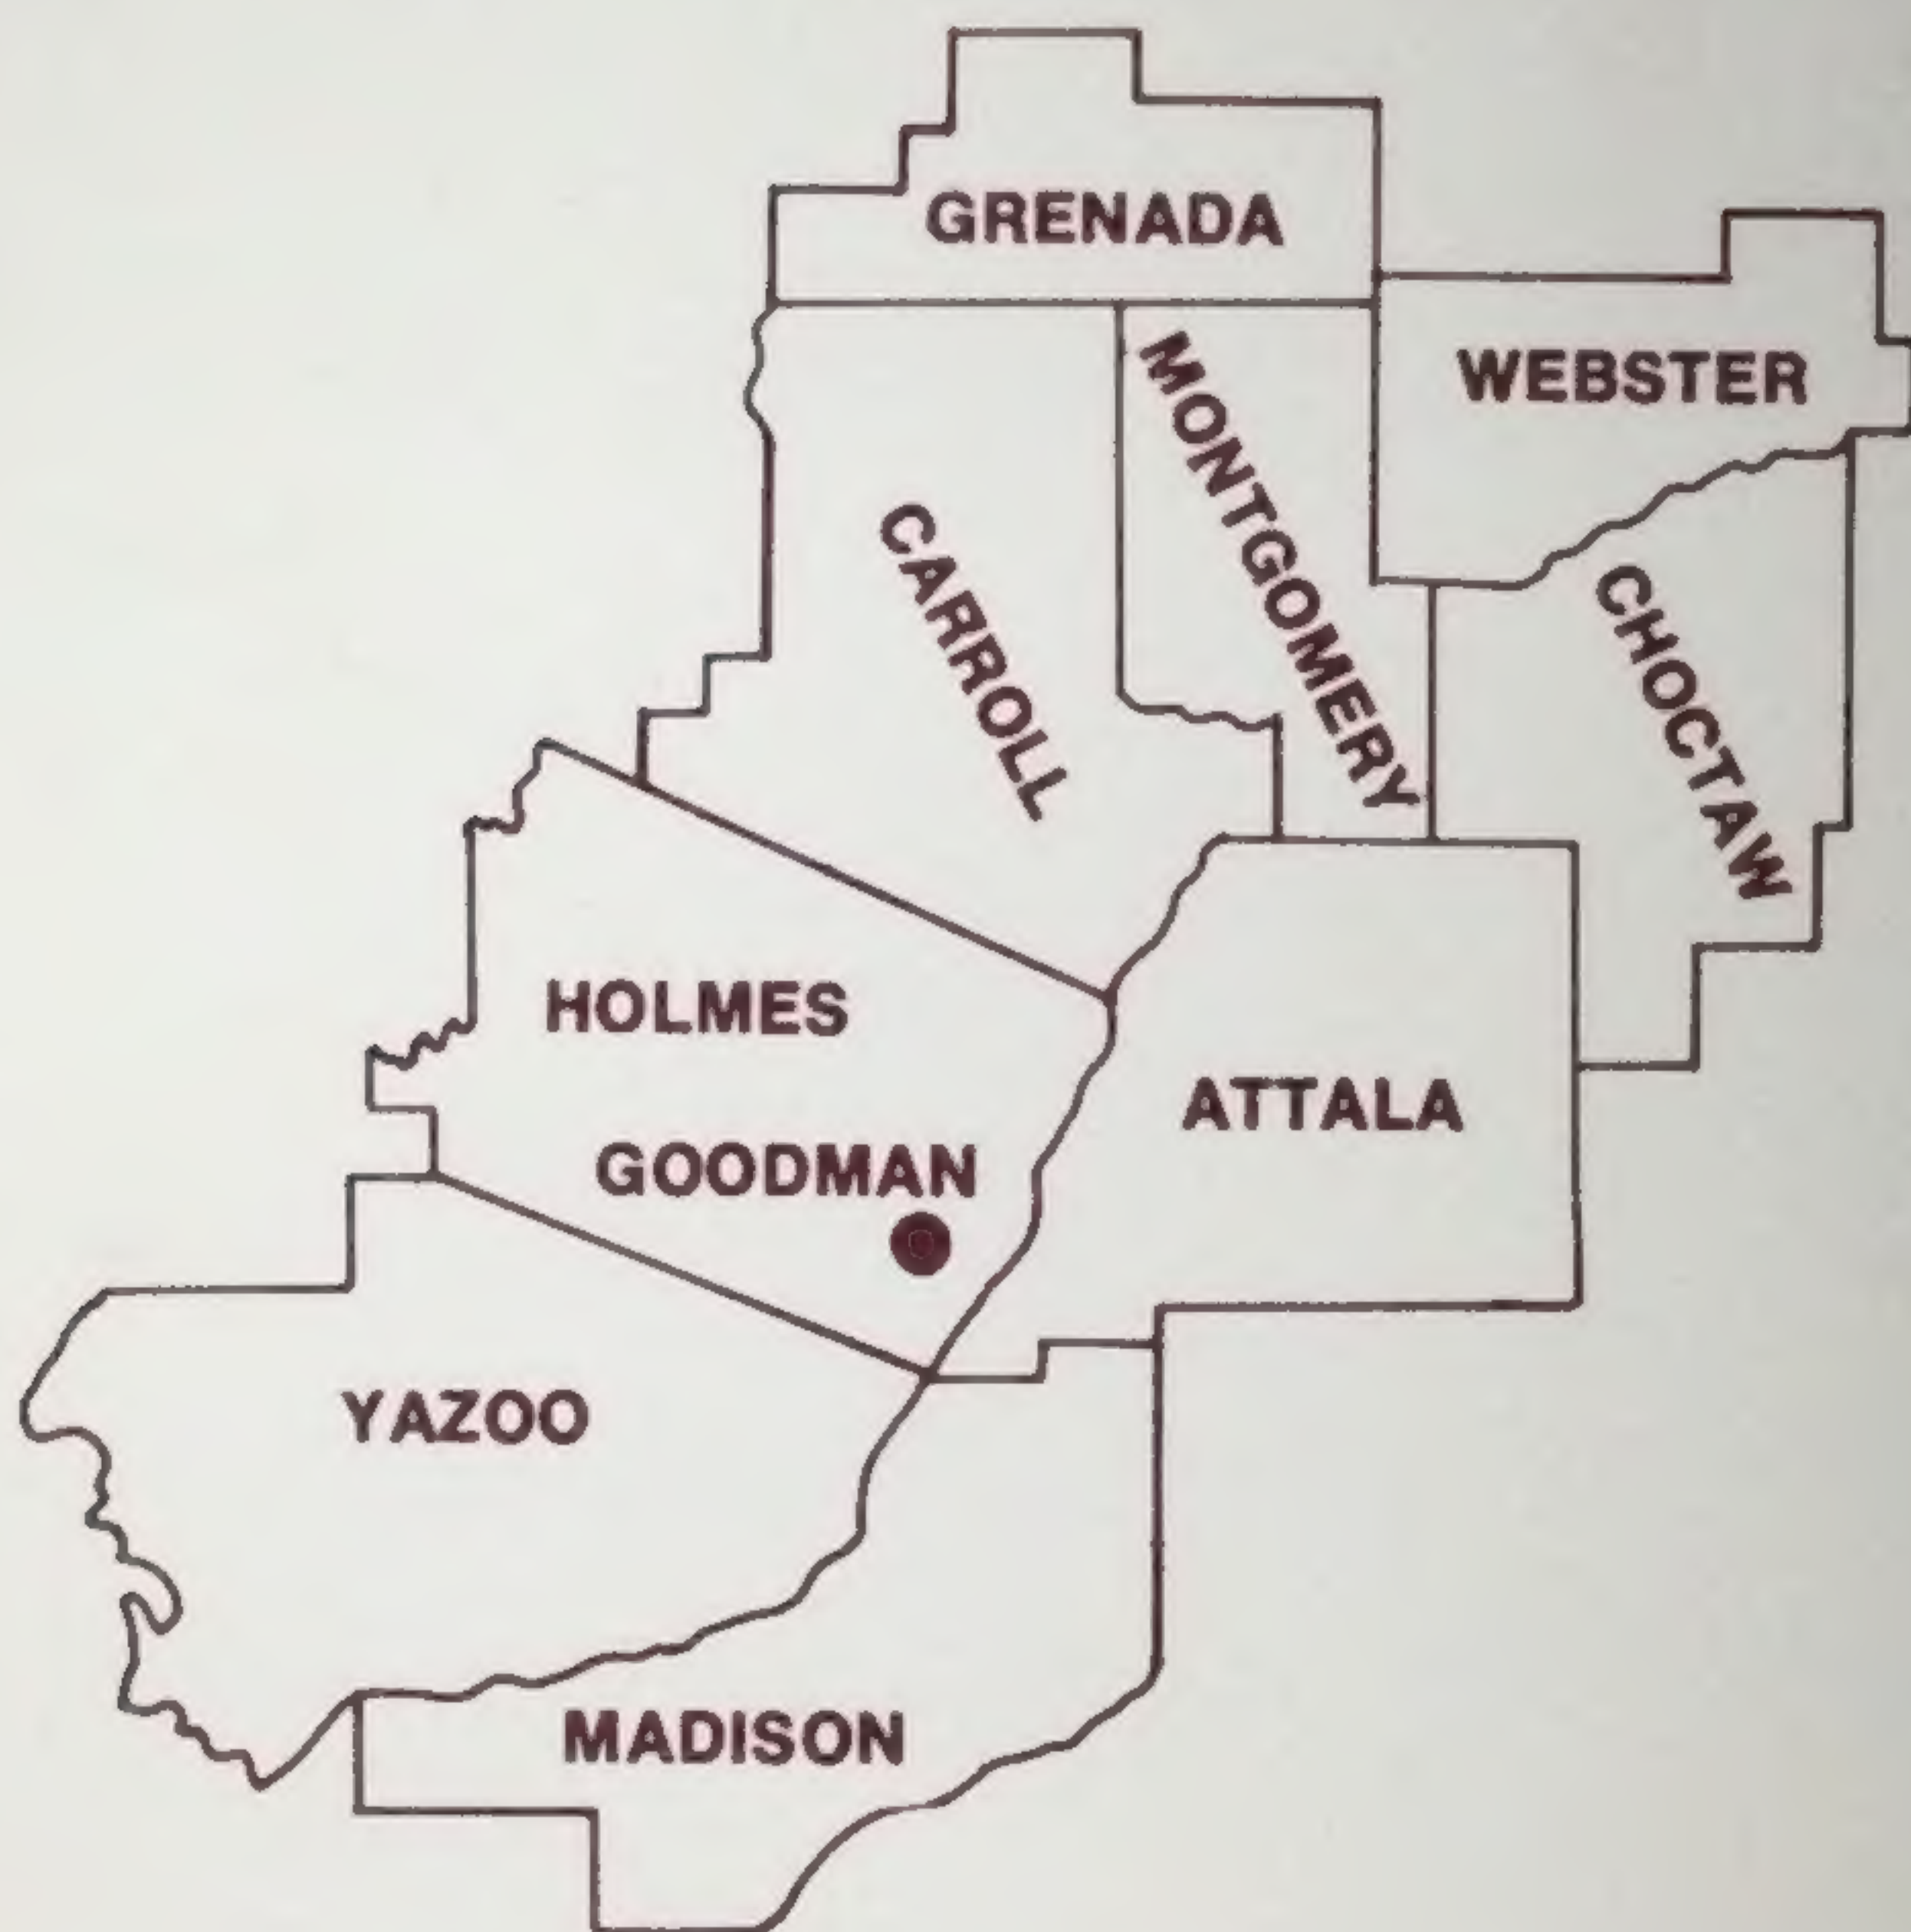 GRENADA
WEBSTER
MONTGOMERY
CARROLL
CHOCTAW
HOLMES
ATTALA
GOODMAN
YAZOO
MADISON